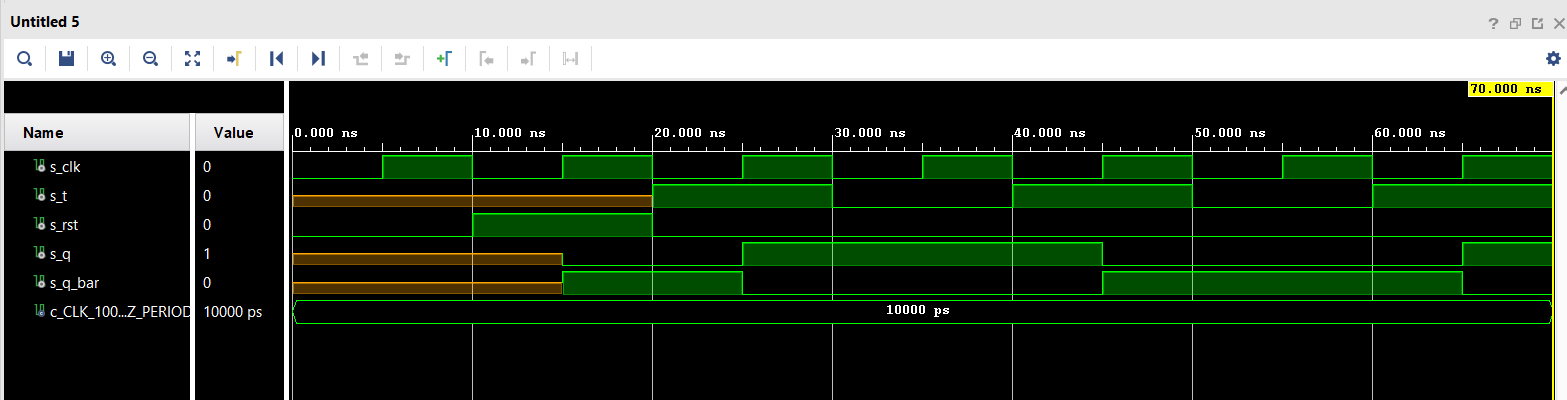 Untitled 5
?
70.000 ns
Name Value
0.000 ns 10.000 ns 20.000 ns 30.000 ns 40.000 ns 50.000 ns 60.000 ns
s_clk 0
s_t 0
s_rst 0
s_q 1
s_q_bar 0
c_CLK_100...Z_PERIOD 10000 ps 10000 ps